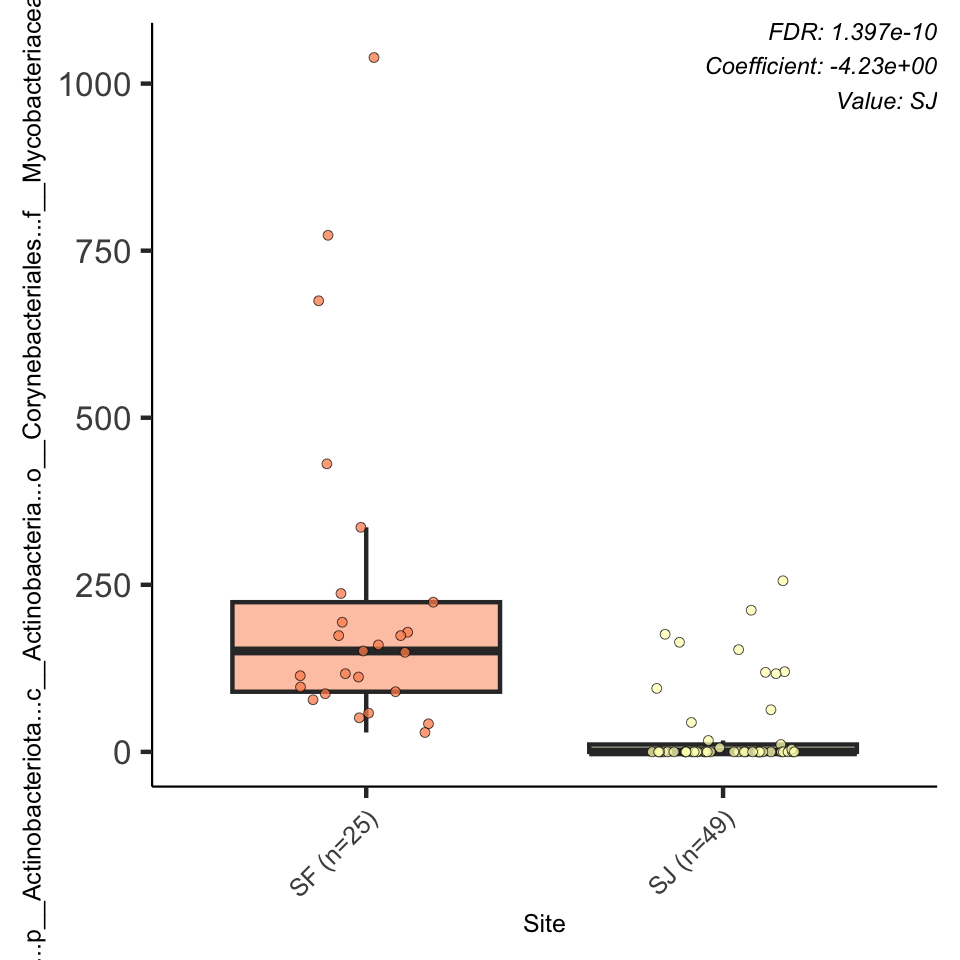 FDR: 1.397e-10
Coefficient: -4.23e+00
Value: SJ
...p__Actinobacteriota...c__Actinobacteria...o__Corynebacteriales...f__Mycobacteriacea
1000
750
500
250
0
SF (n=25)
SJ (n=49)
Site